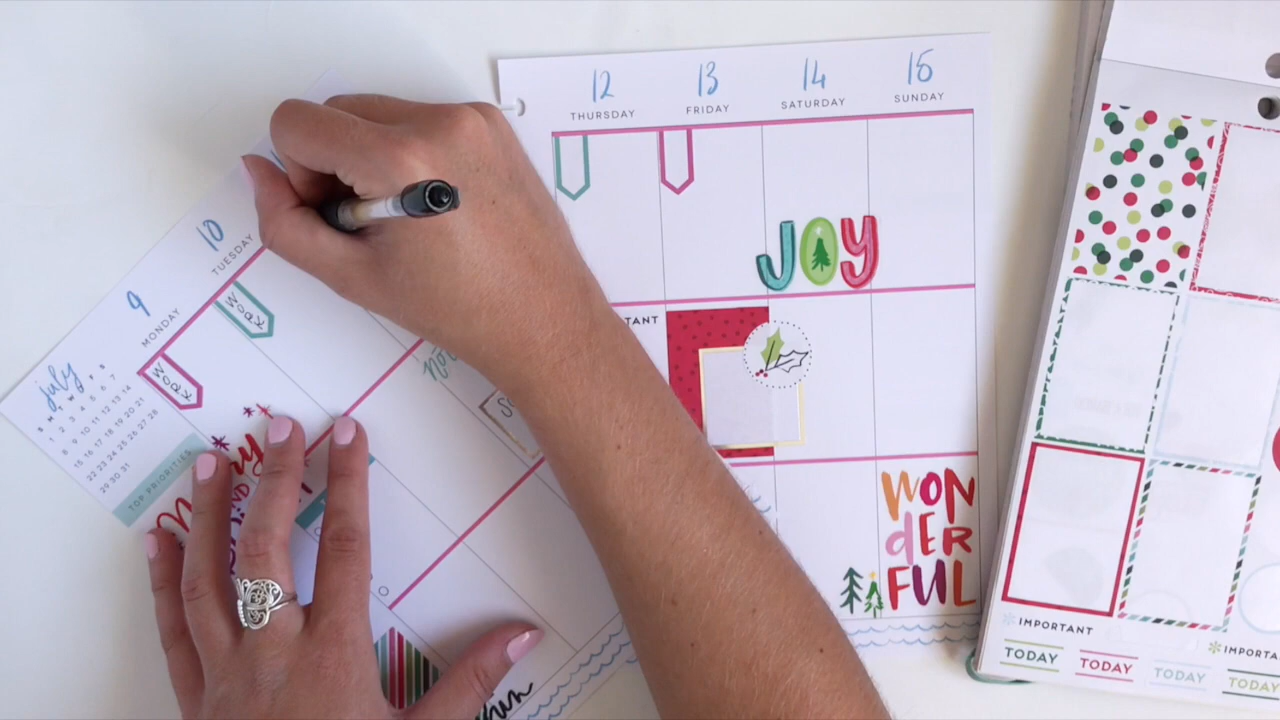 july
S M T W T F S
1 2 3 4 5 6 7
8 9 10 11 12 13 14
15 16 17 18 19 20 21
22 23 24 25 26 27 28
29 30 31
TOP PRIORITIES
9
MONDAY
WORK
10
TUESDAY
WORK
AND
12
THURSDAY
13
FRIDAY
14
SATURDAY
15
SUNDAY
JOY
WON
dER
FUL
IMPORTANT
TODAY
TODAY
TODAY
TODAY